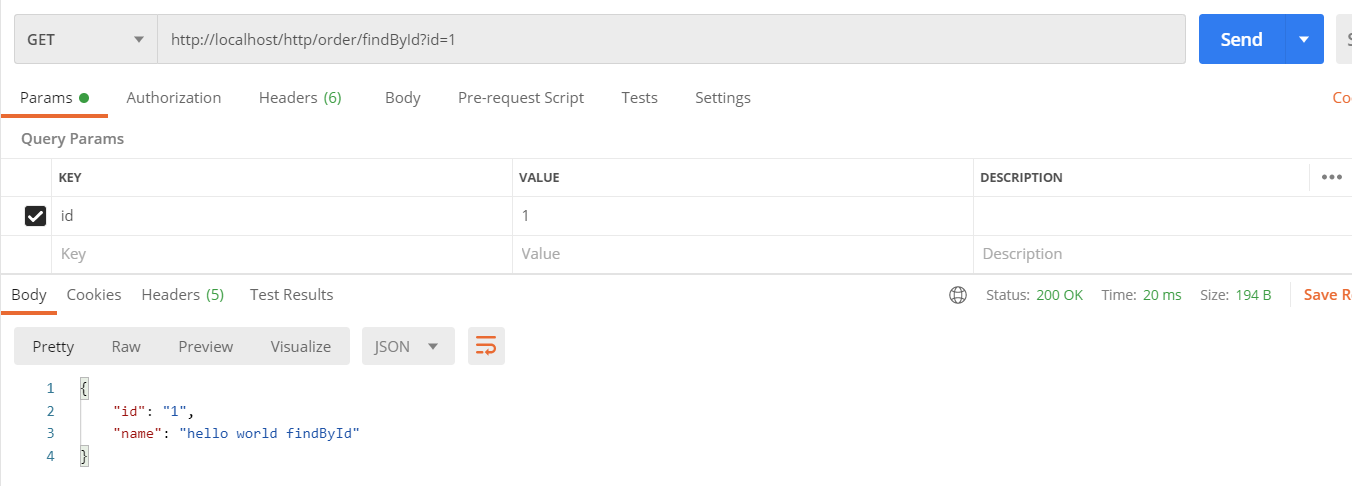 GET http://localhost/http/order/findById?id=1 Send S
Params Authorization Headers (6) Body Pre-request Script Tests Settings Co
Query Params
KEY VALUE DESCRIPTION
id 1
Key Value Description
Body Cookies Headers (5) Test Results Status: 200 OK Time: 20 ms Size: 194 B Save R
Pretty Raw Preview Visualize JSON
1 {
2 "id": "1",
3 "name": "hello world findById"
4 }